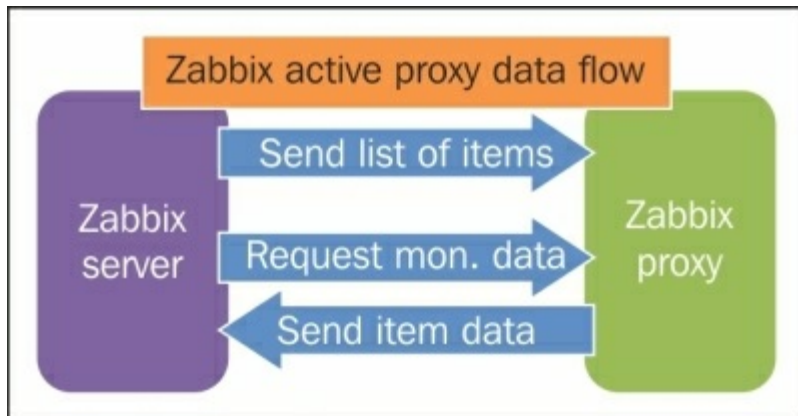 Zabbix active proxy data flow
Send list of items
Zabbix
server
Zabbix
proxy
Request mon. data
Send item data